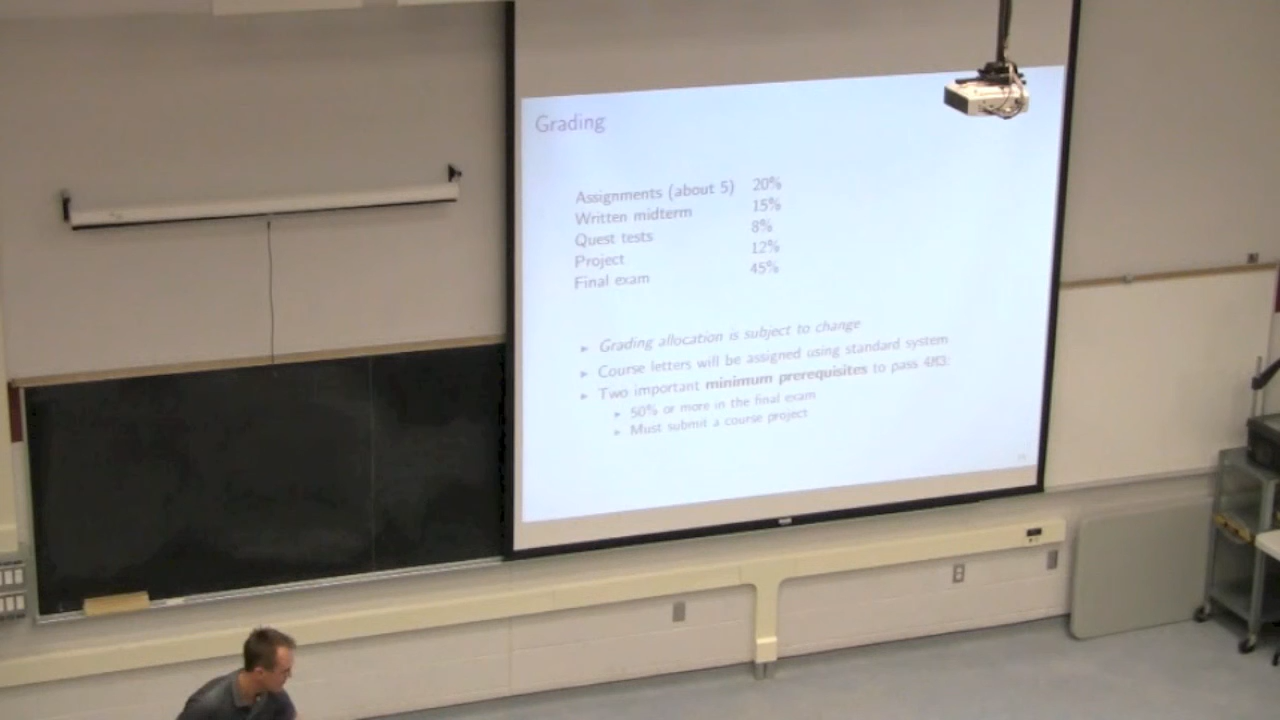 Grading
Assignments (about 5) 20%
Written midterm 15%
Quest tests 8%
Project 12%
Final exam 45%
▸ Grading allocation is subject to change
▸ Course letters will be assigned using standard system
▸ Two important minimum prerequisites to pass 4M3:
▸ 50% or more in the final exam
▸ Must submit a course project